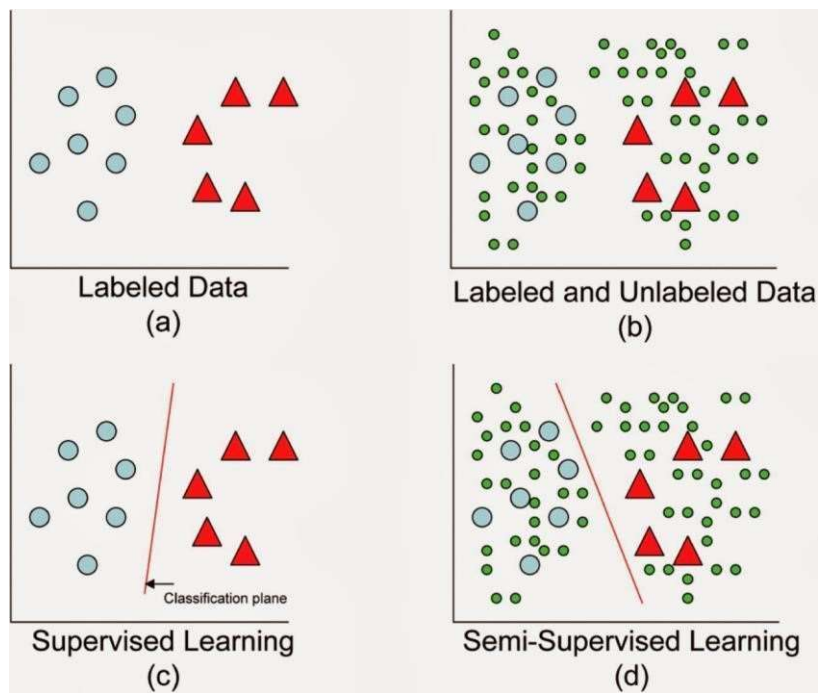 Labeled Data
(a)
Labeled and Unlabeled Data
(b)
Classification plane
Supervised Learning
(c)
Semi-Supervised Learning
(d)